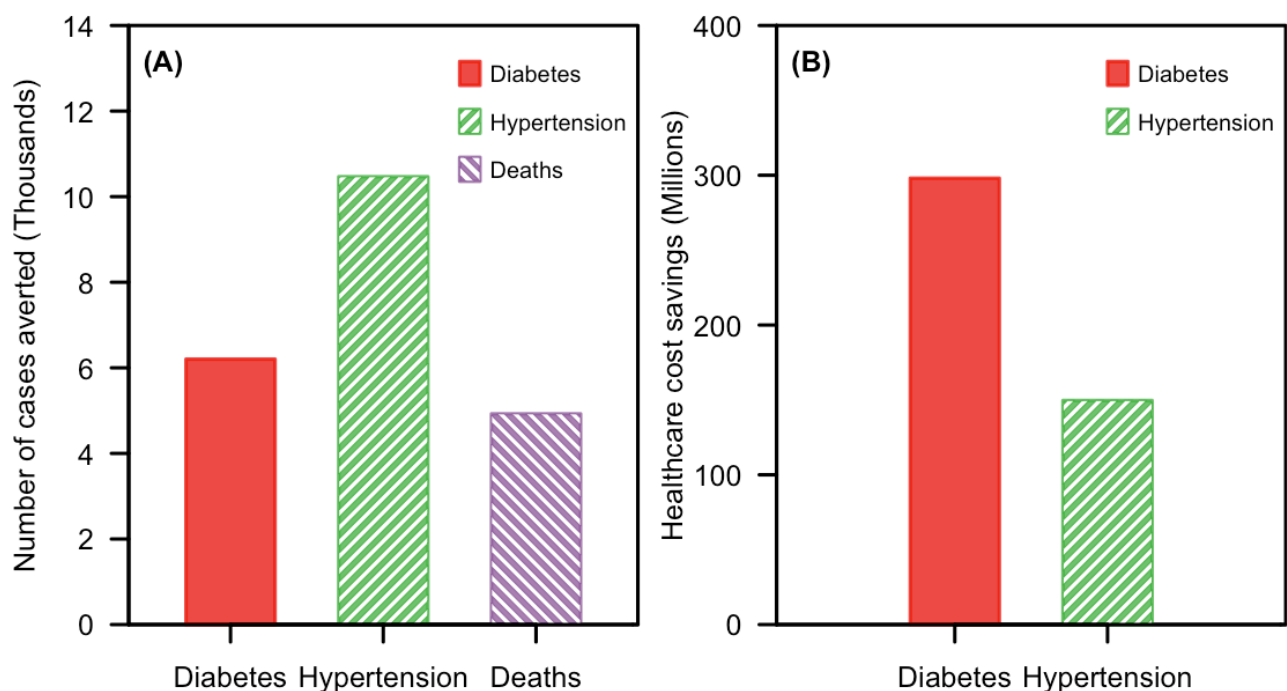 (A)
Number of cases averted (Thousands)
14
12
10
8
6
4
2
0
Diabetes
Hypertension
Deaths
Diabetes Hypertension Deaths
(B)
Healthcare cost savings (Millions)
400
300
200
100
0
Diabetes
Hypertension
Diabetes Hypertension